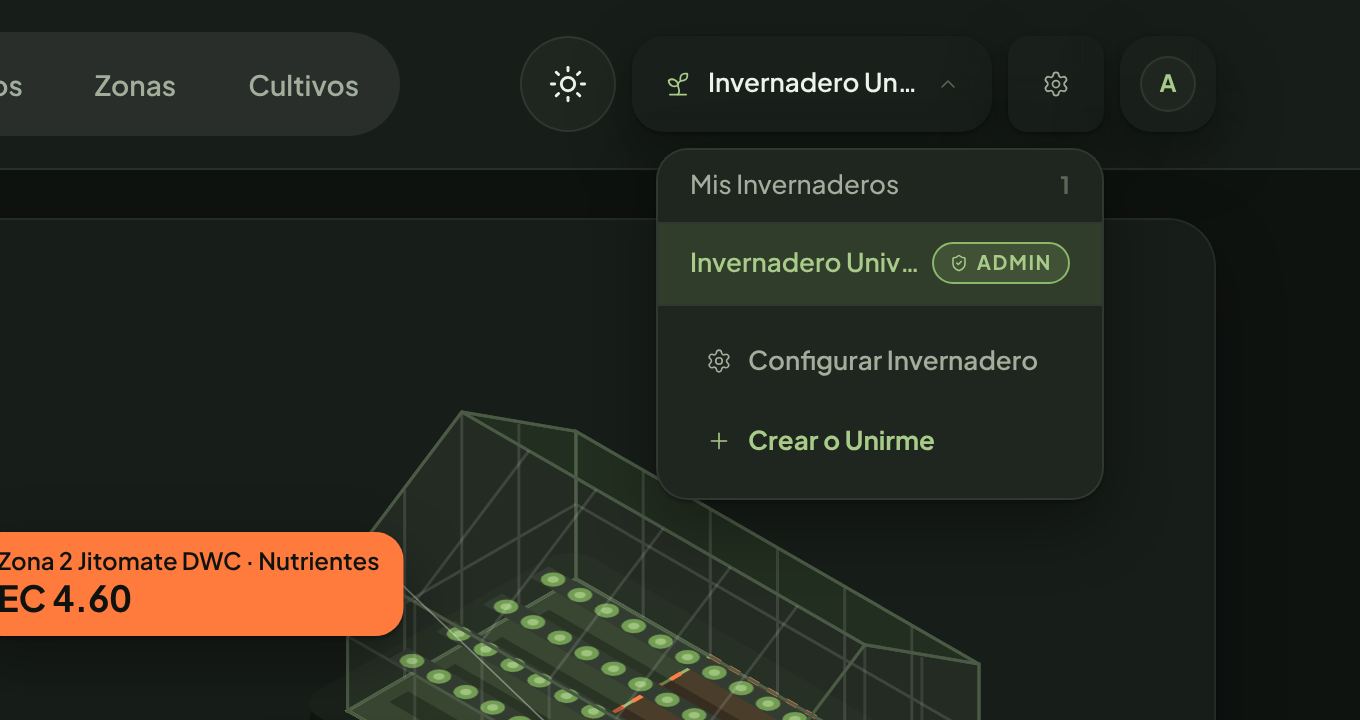 os Zonas Cultivos Invernadero Un... A
Mis Invernaderos 1
Invernadero Univ... ADMIN
Configurar Invernadero
+ Crear o Unirme
Zona 2 Jitomate DWC · Nutrientes
EC 4.60